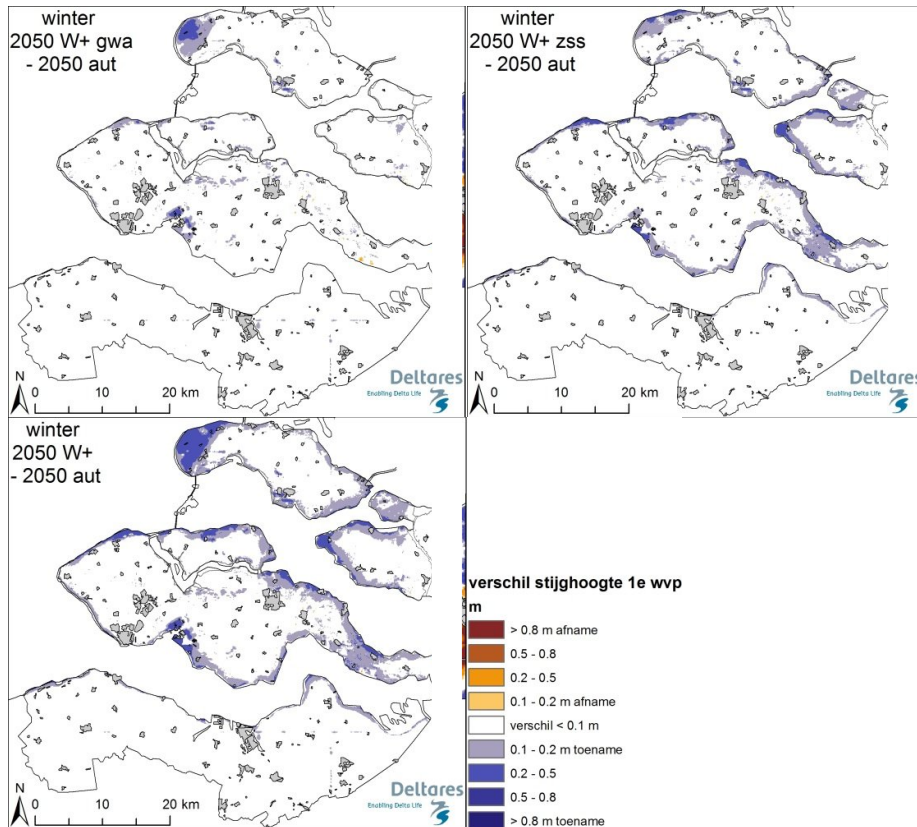 winter
2050 W+ gwa
- 2050 aut
N
0 10 20 km
Deltares
Enabling Delta Life
winter
2050 W+ zss
- 2050 aut
N
0 10 20 km
Deltares
Enabling Delta Life
winter
2050 W+
- 2050 aut
N
0 10 20 km
Deltares
Enabling Delta Life
verschil stijghoogte 1e wvp
m
> 0.8 m afname
0.5 - 0.8
0.2 - 0.5
0.1 - 0.2 m afname
verschil < 0.1 m
0.1 - 0.2 m toename
0.2 - 0.5
0.5 - 0.8
> 0.8 m toename